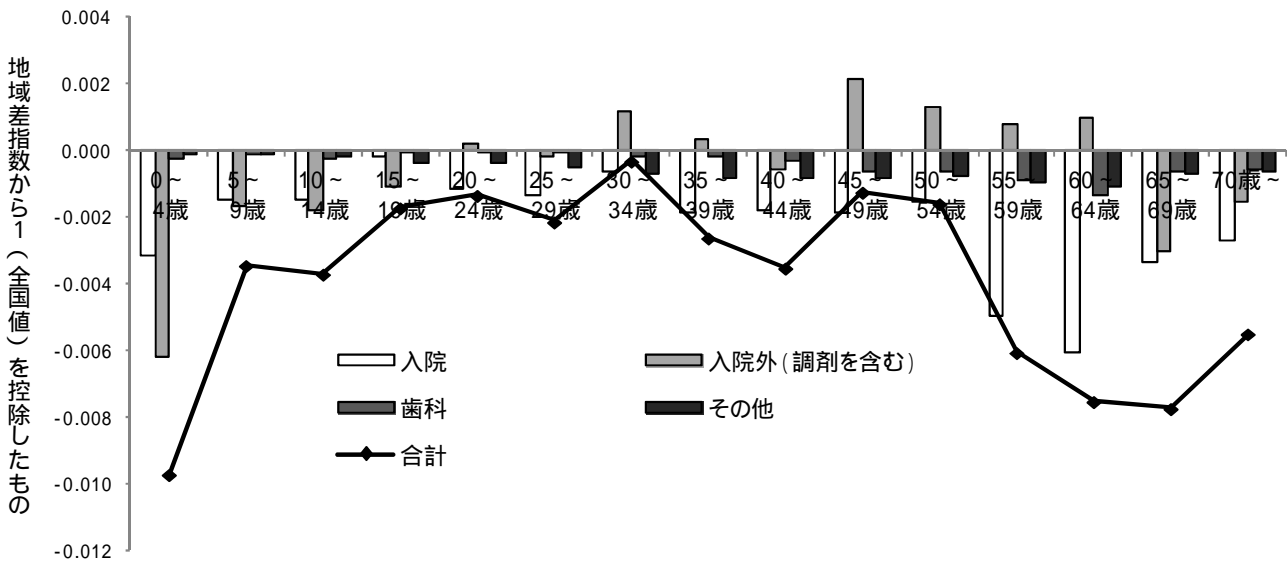 地域差指数から1（全国値）を控除したもの
0.004
0.002
0.000
-0.002
-0.004
-0.006
-0.008
-0.010
-0.012
0～
4歳
5～
9歳
10～
14歳
15～
19歳
20～
24歳
25～
29歳
30～
34歳
35～
39歳
40～
44歳
45～
49歳
50～
54歳
55～
59歳
60～
64歳
65～
69歳
70歳～
入院
入院外（調剤を含む）
歯科
その他
合計